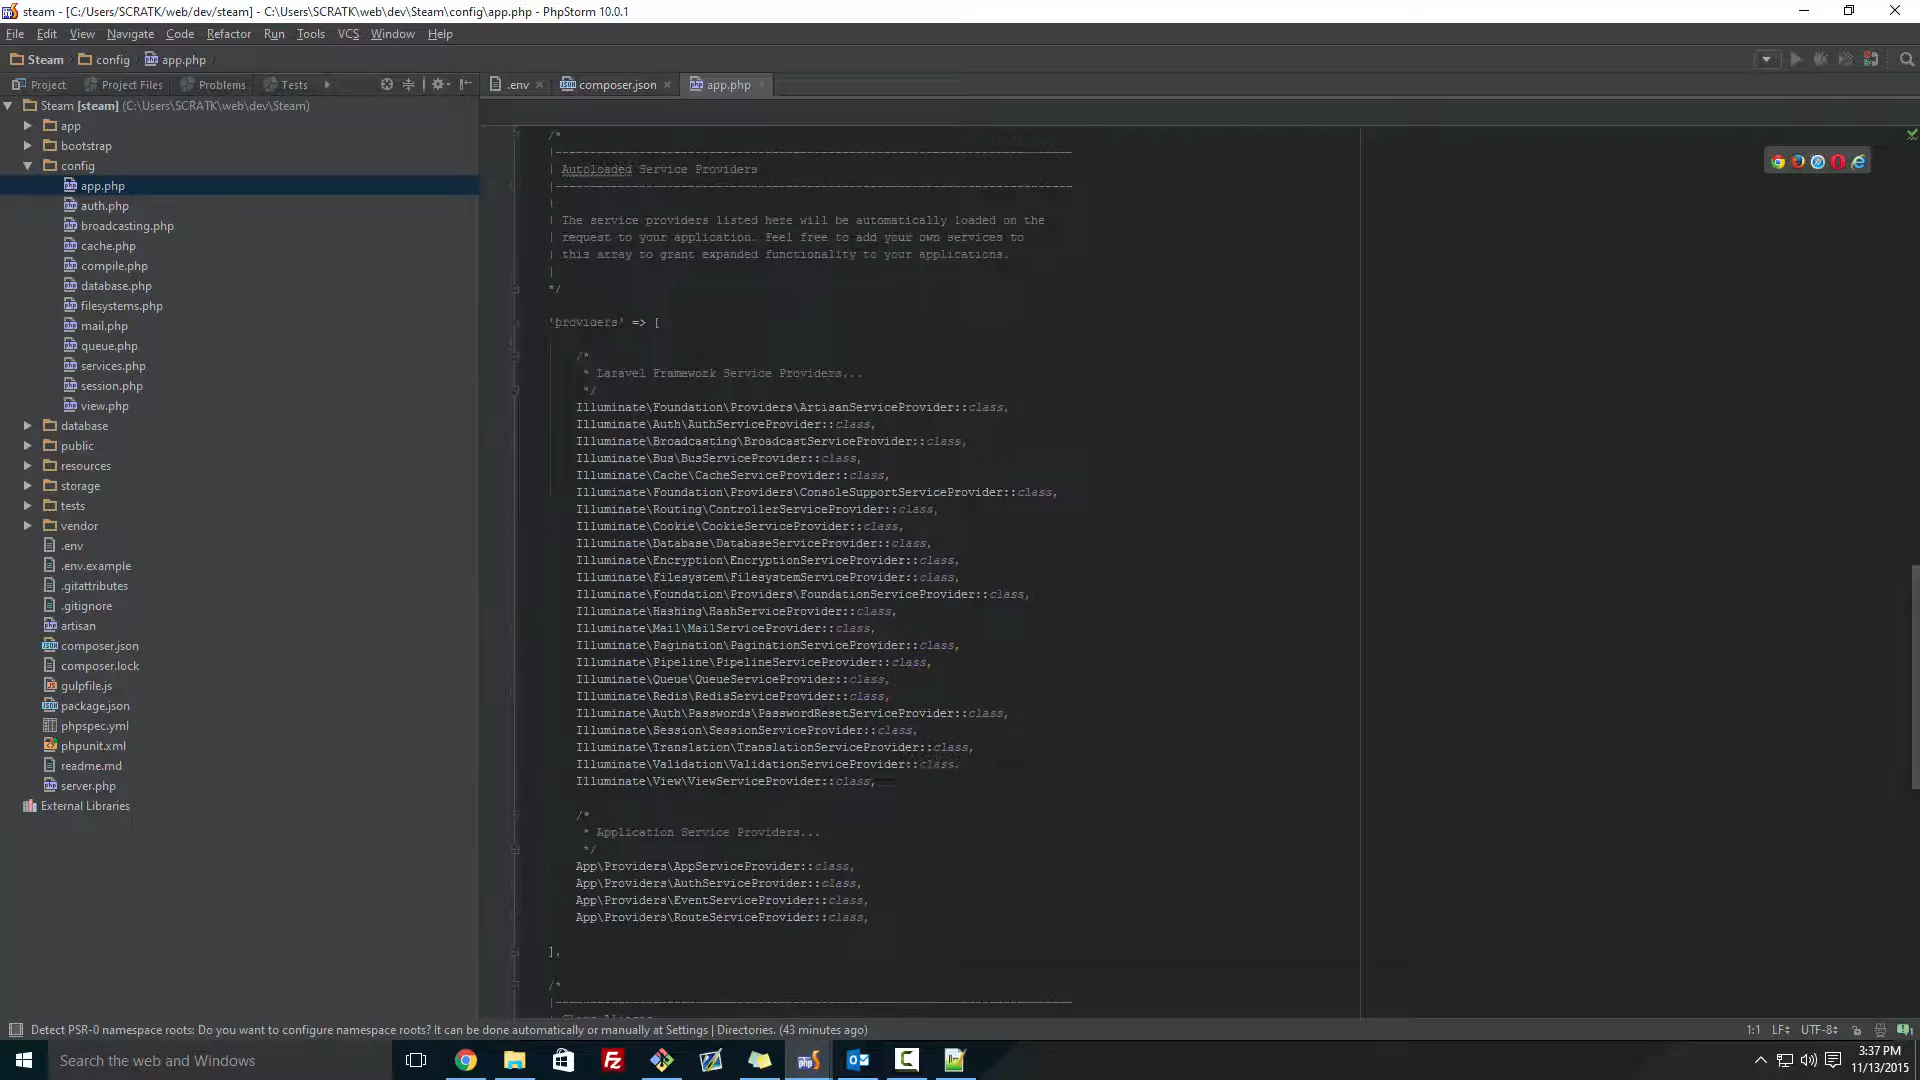 steam - [C:/Users/SCRATK/web/dev/steam] - C:\Users\SCRATK\web\dev\Steam\config\app.php - PhpStorm 10.0.1
File Edit View Navigate Code Refactor Run Tools VCS Window Help
Steam config app.php
Project Project Files Problems Tests
.env composer.json app.php
Steam [steam] (C:\Users\SCRATK\web\dev\Steam)
app
bootstrap
config
app.php
auth.php
broadcasting.php
cache.php
compile.php
database.php
filesystems.php
mail.php
queue.php
services.php
session.php
view.php
database
public
resources
storage
tests
vendor
.env
.env.example
.gitattributes
.gitignore
artisan
composer.json
composer.lock
gulpfile.js
package.json
phpspec.yml
phpunit.xml
readme.md
server.php
External Libraries
/*
|--------------------------------------------------------------------------
| Autoloaded Service Providers
|--------------------------------------------------------------------------
|
| The service providers listed here will be automatically loaded on the
| request to your application. Feel free to add your own services to
| this array to grant expanded functionality to your applications.
|
*/
'providers' => [
/*
* Laravel Framework Service Providers...
*/
Illuminate\Foundation\Providers\ArtisanServiceProvider::class,
Illuminate\Auth\AuthServiceProvider::class,
Illuminate\Broadcasting\BroadcastServiceProvider::class,
Illuminate\Bus\BusServiceProvider::class,
Illuminate\Cache\CacheServiceProvider::class,
Illuminate\Foundation\Providers\ConsoleSupportServiceProvider::class,
Illuminate\Routing\ControllerServiceProvider::class,
Illuminate\Cookie\CookieServiceProvider::class,
Illuminate\Database\DatabaseServiceProvider::class,
Illuminate\Encryption\EncryptionServiceProvider::class,
Illuminate\Filesystem\FilesystemServiceProvider::class,
Illuminate\Foundation\Providers\FoundationServiceProvider::class,
Illuminate\Hashing\HashServiceProvider::class,
Illuminate\Mail\MailServiceProvider::class,
Illuminate\Pagination\PaginationServiceProvider::class,
Illuminate\Pipeline\PipelineServiceProvider::class,
Illuminate\Queue\QueueServiceProvider::class,
Illuminate\Redis\RedisServiceProvider::class,
Illuminate\Auth\Passwords\PasswordResetServiceProvider::class,
Illuminate\Session\SessionServiceProvider::class,
Illuminate\Translation\TranslationServiceProvider::class,
Illuminate\Validation\ValidationServiceProvider::class,
Illuminate\View\ViewServiceProvider::class,
/*
* Application Service Providers...
*/
App\Providers\AppServiceProvider::class,
App\Providers\AuthServiceProvider::class,
App\Providers\EventServiceProvider::class,
App\Providers\RouteServiceProvider::class,
],
/*
|--------------------------------------------------------------------------
Detect PSR-0 namespace roots: Do you want to configure namespace roots? It can be done automatically or manually at Settings | Directories. (43 minutes ago)
1:1 LF UTF-8
Search the web and Windows
3:37 PM
11/13/2015